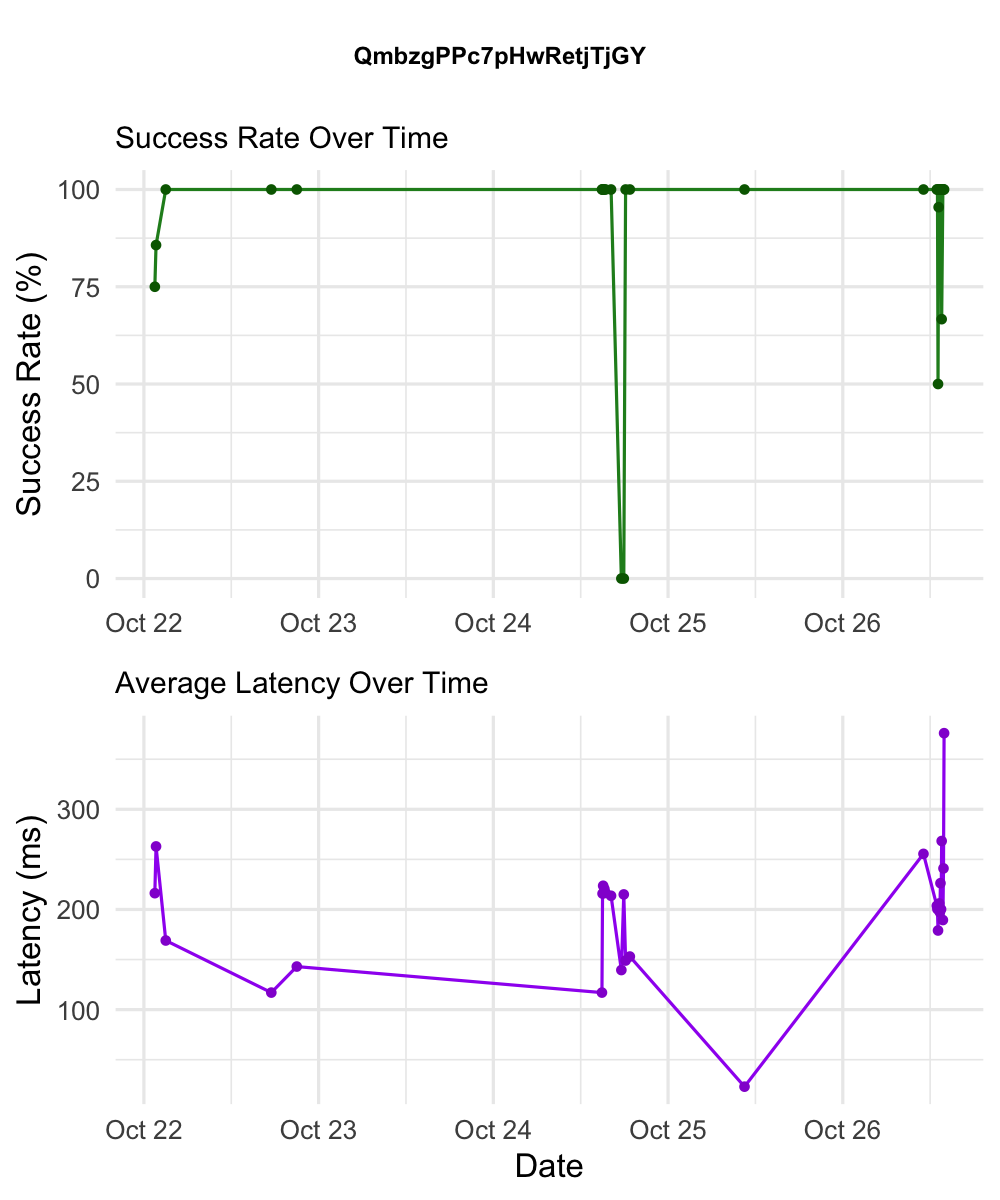 QmbzgPPc7pHwRetjTjGY
Success Rate Over Time
Success Rate (%)
100
75
50
25
0
Oct 22
Oct 23
Oct 24
Oct 25
Oct 26
Average Latency Over Time
Latency (ms)
300
200
100
Oct 22
Oct 23
Oct 24
Oct 25
Oct 26
Date